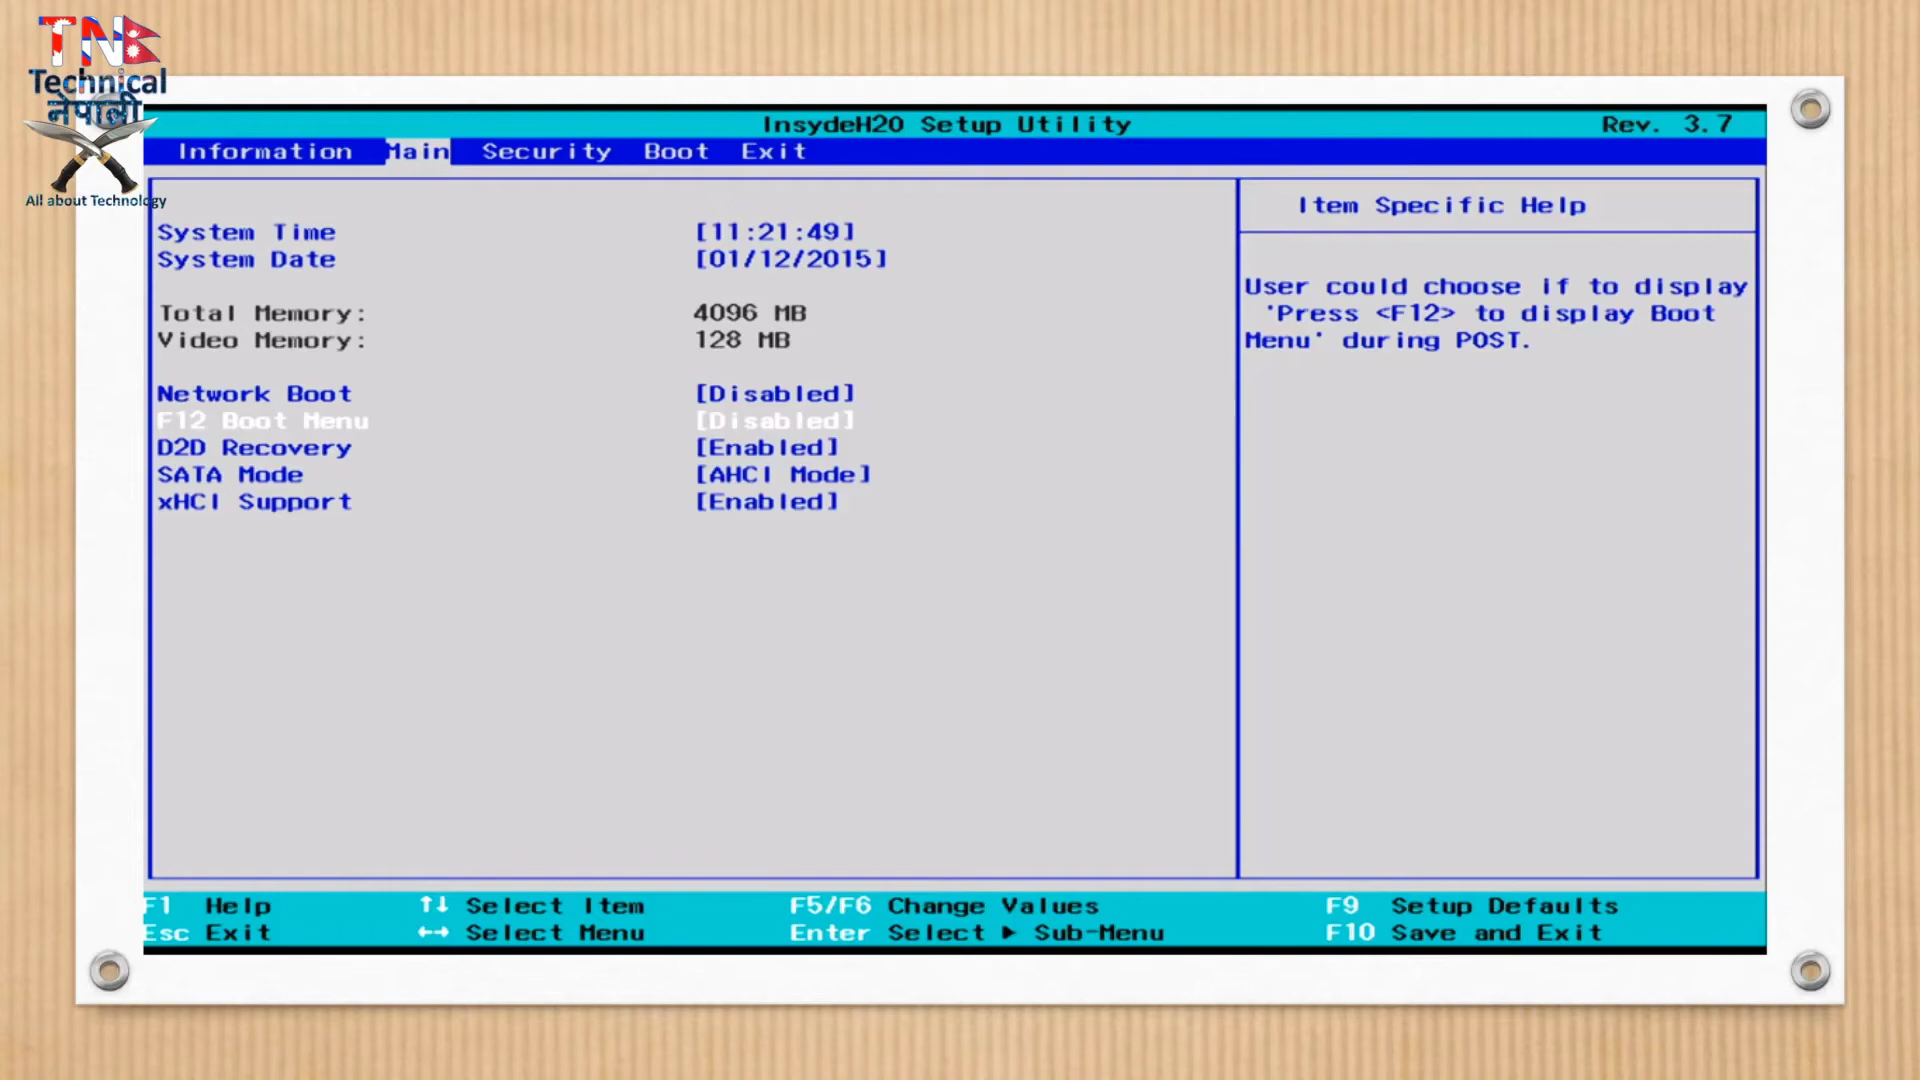 TN
Technical
नेपाली
All about Technology
InsydeH20 Setup Utility Rev. 3.7
Information Main Security Boot Exit
System Time [11:21:49]
System Date [01/12/2015]
Total Memory: 4096 MB
Video Memory: 128 MB
Network Boot [Disabled]
F12 Boot Menu [Disabled]
D2D Recovery [Enabled]
SATA Mode [AHCI Mode]
xHCI Support [Enabled]
Item Specific Help
User could choose if to display
'Press <F12> to display Boot
Menu' during POST.
F1 Help ↑↓ Select Item F5/F6 Change Values F9 Setup Defaults
Esc Exit ←→ Select Menu Enter Select ▶ Sub-Menu F10 Save and Exit